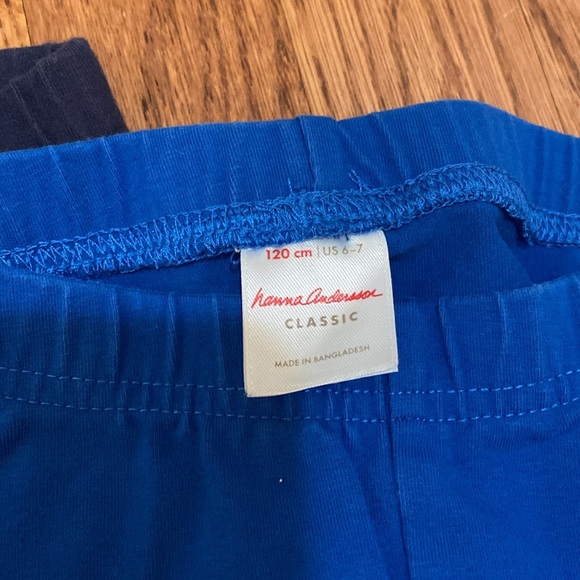 120 cm | US 6-7
hanna andersson
CLASSIC
MADE IN BANGLADESH